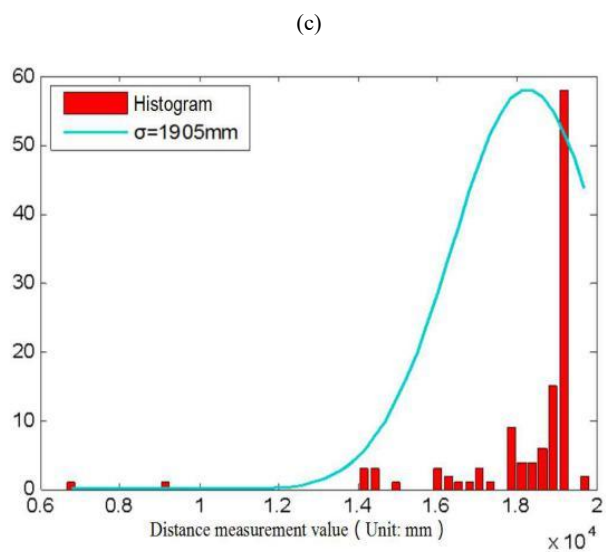 (c)
60
50
40
30
20
10
0
Histogram
σ=1905mm
0.6 0.8 1 1.2 1.4 1.6 1.8 2
Distance measurement value ( Unit: mm )
×10⁴